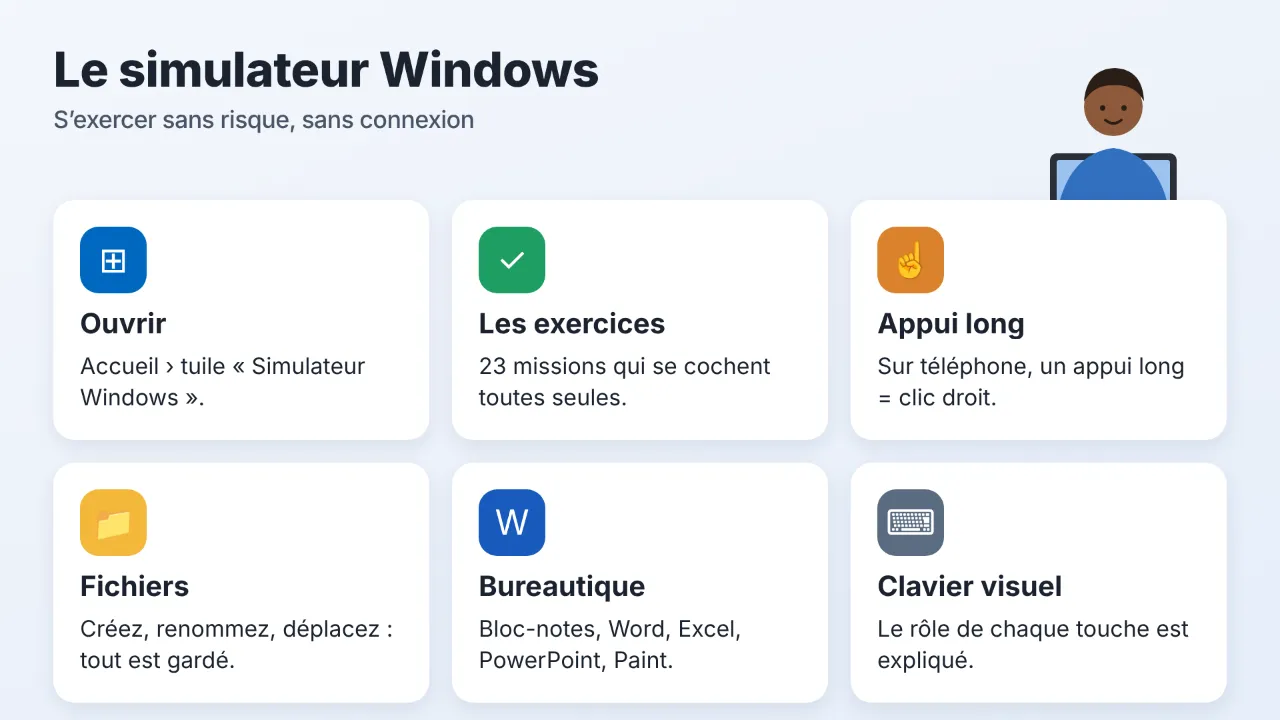 Le simulateur Windows
S’exercer sans risque, sans connexion
Ouvrir
Accueil › tuile « Simulateur
Windows ».
Les exercices
23 missions qui se cochent
toutes seules.
Appui long
Sur téléphone, un appui long
= clic droit.
Fichiers
Créez, renommez, déplacez :
tout est gardé.
W
Bureautique
Bloc-notes, Word, Excel,
PowerPoint, Paint.
Clavier visuel
Le rôle de chaque touche est
expliqué.